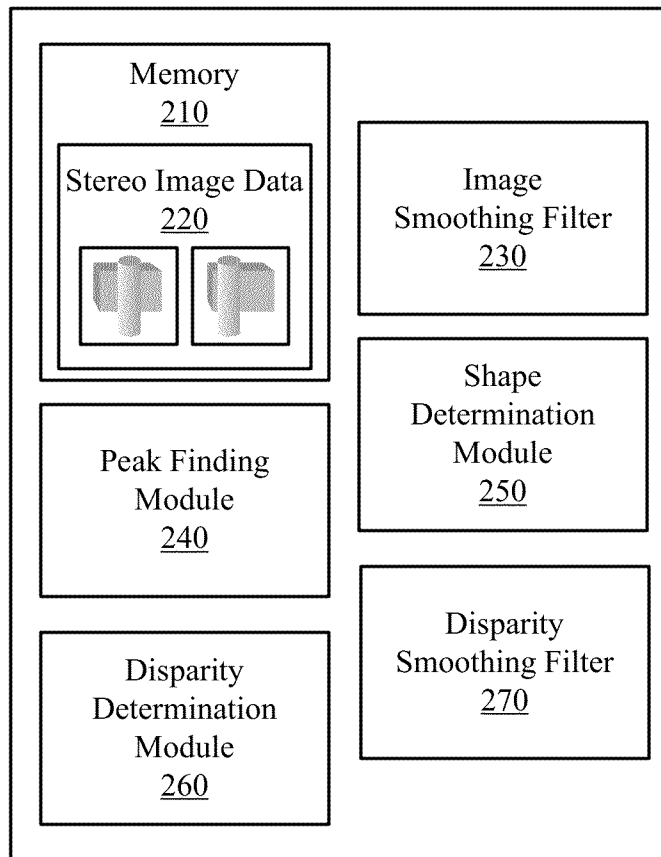 Memory
210
Stereo Image Data
220
Image
Smoothing Filter
230
Shape
Determination
Module
250
Peak Finding
Module
240
Disparity
Smoothing Filter
270
Disparity
Determination
Module
260